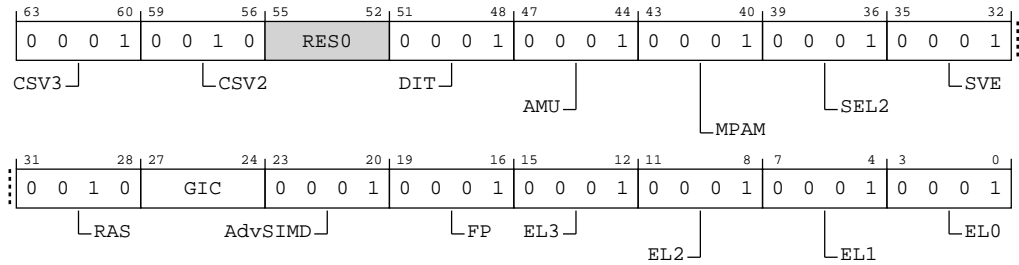 63 60 59 56 55 52 51 48 47 44 43 40 39 36 35 32
0 0 0 1 0 0 1 0 RES0 0 0 0 1 0 0 0 1 0 0 0 1 0 0 0 1 0 0 0 1
CSV3 CSV2 DIT SVE
AMU SEL2
MPAM
31 28 27 24 23 20 19 16 15 12 11 8 7 4 3 0
0 0 1 0 GIC 0 0 0 1 0 0 0 1 0 0 0 1 0 0 0 1 0 0 0 1 0 0 0 1
RAS AdvSIMD FP EL3 EL0
EL2 EL1